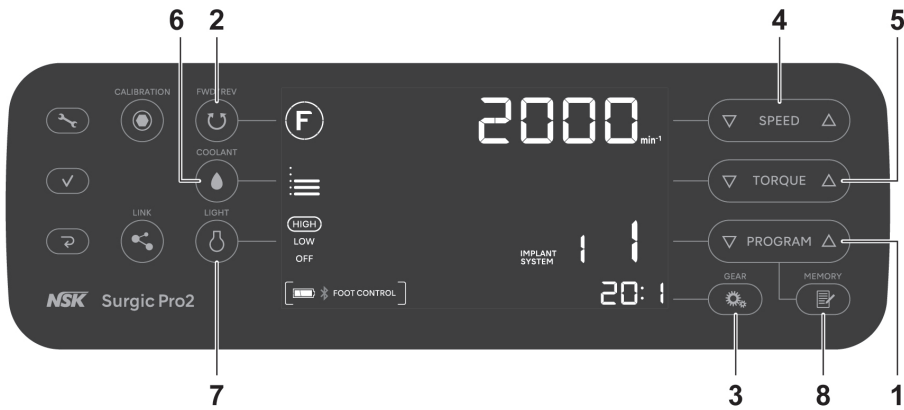 6 2 4 5
CALIBRATION FWD/REV
F 2000 min-1
SPEED
COOLANT
TORQUE
LINK LIGHT
HIGH
LOW
OFF
IMPLANT
SYSTEM 1 1
PROGRAM
GEAR MEMORY
FOOT CONTROL 20:1
NSK Surgic Pro2
7 3 8 1